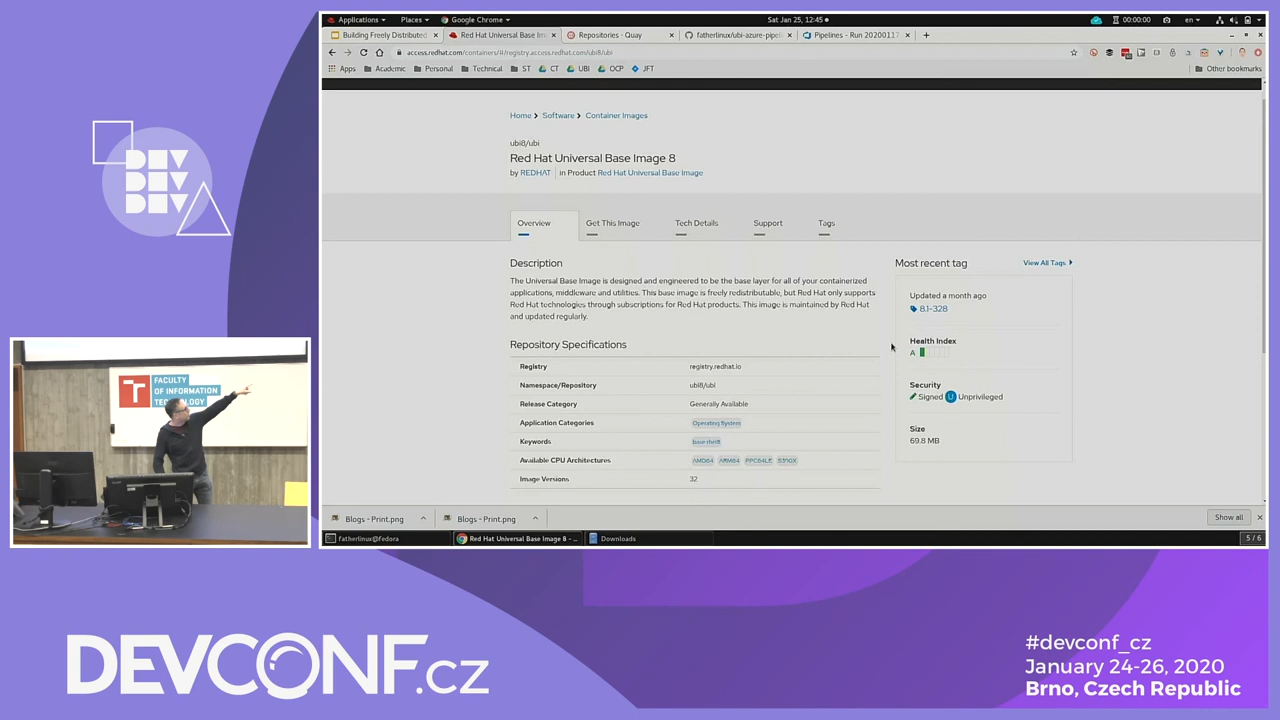 DEV
DEV
DEV
FACULTY
OF INFORMATION
TECHNOLOGY
Applications
Places
Google Chrome
Sat Jan 25, 12:45
00:00:00
en
Building Freely Distributed
Red Hat Universal Base Im
Repositories · Quay
fatherlinux/ubi-azure-pipel
Pipelines - Run 20200117
access.redhat.com/containers/#/registry.access.redhat.com/ubi8/ubi
Apps
Academic
Personal
Technical
ST
CT
UBI
OCP
JFT
Other bookmarks
Home
Software
Container Images
ubi8/ubi
Red Hat Universal Base Image 8
by REDHAT
in Product Red Hat Universal Base Image
Overview
Get This Image
Tech Details
Support
Tags
Description
The Universal Base Image is designed and engineered to be the base layer for all of your containerized
applications, middleware and utilities. This base image is freely redistributable, but Red Hat only supports
Red Hat technologies through subscriptions for Red Hat products. This image is maintained by Red Hat
and updated regularly.
Most recent tag
View All Tags
Updated a month ago
8.1-328
Health Index
A
Security
Signed
U
Unprivileged
Size
69.8 MB
Repository Specifications
Registry registry.redhat.io
Namespace/Repository ubi8/ubi
Release Category Generally Available
Application Categories Operating System
Keywords base rhel8
Available CPU Architectures AMD64 ARM64 PPC64LE S390X
Image Versions 32
Blogs - Print.png
Blogs - Print.png
Show all
fatherlinux@fedora
Red Hat Universal Base Image 8 - ...
Downloads
5 / 6
DEVCONF.cz
#devconf_cz
January 24-26, 2020
Brno, Czech Republic